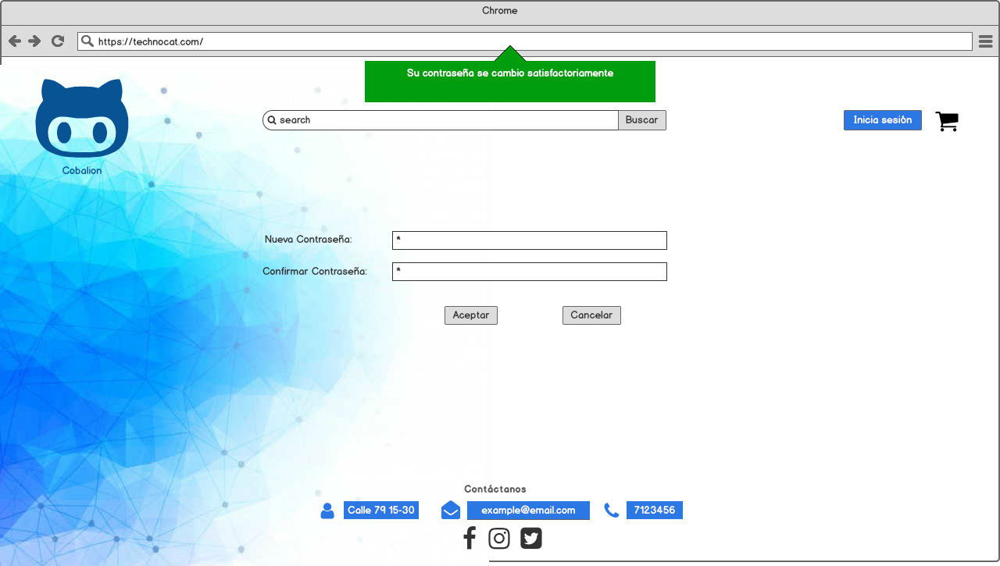 Chrome
https://technocat.com/
Su contraseña se cambio satisfactoriamente
search
Buscar
Inicia sesión
Cobalion
Nueva Contraseña: *
Confirmar Contraseña: *
Aceptar
Cancelar
Contáctanos
Calle 79 15-30
example@email.com
7123456